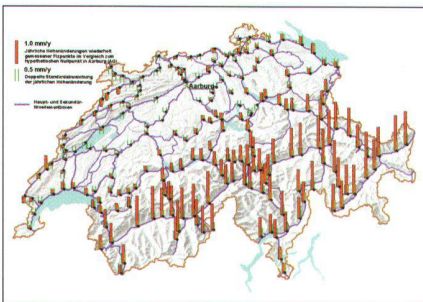 1.0 mm/y
Jährliche Höhenänderungen wiederholt
gemessener Fixpunkte im Vergleich zum
hypothetischen Nullpunkt in Aarburg (AG)
0.5 mm/y
Doppelte Standardabweichung
der jährlichen Höhenänderung
Haupt- und Sekundär-
Nivellementlinien
Aarburg